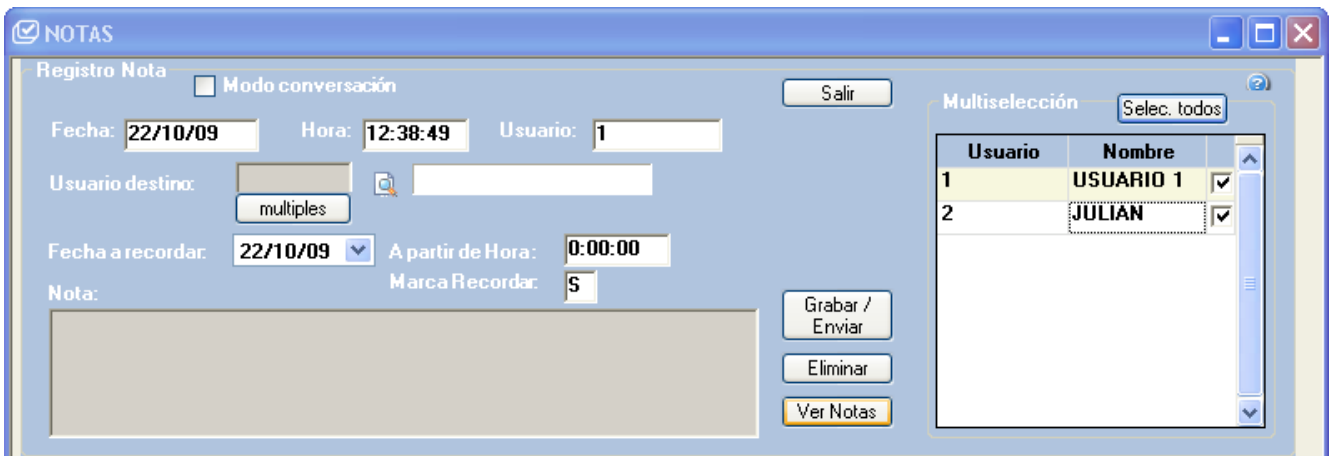 NOTAS
Registro Nota
Modo conversación
Salir
Fecha: 22/10/09 Hora: 12:38:49 Usuario: 1
Usuario destino:
multiples
Fecha a recordar: 22/10/09 A partir de Hora: 0:00:00
Marca Recordar: S
Nota:
Grabar / Enviar
Eliminar
Ver Notas
Multiselección Selec. todos
Usuario Nombre
1 USUARIO 1
2 JULIAN